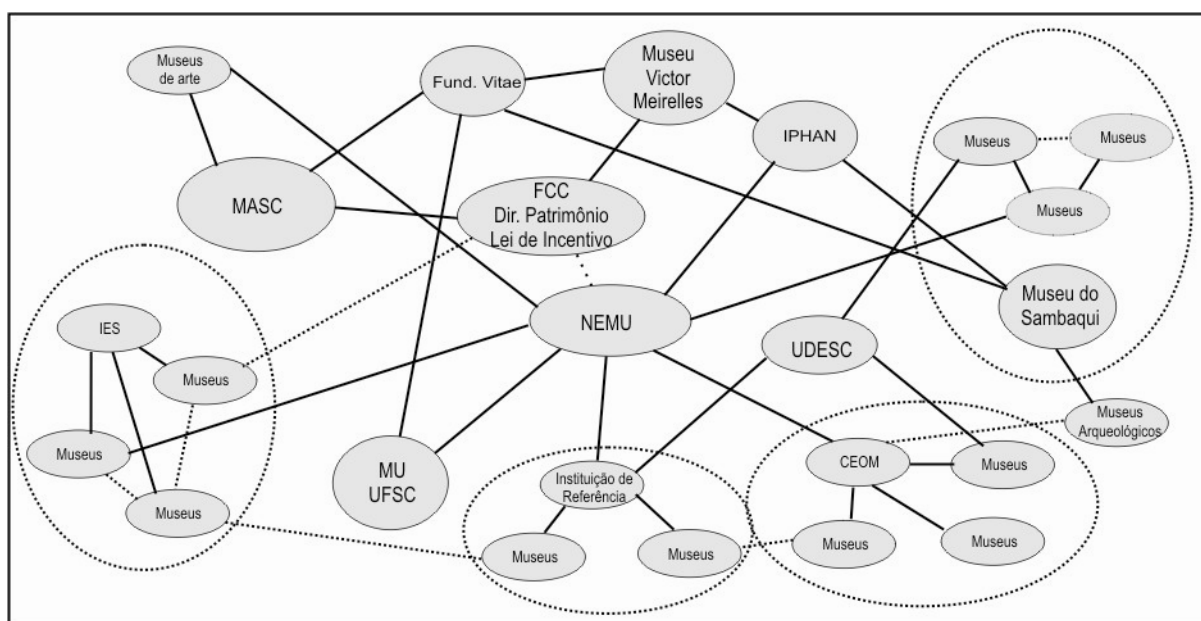 Museus
de arte
Fund. Vitae
Museu
Victor
Meirelles
IPHAN
Museus
Museus
Museus
MASC
FCC
Dir. Patrimônio
Lei de Incentivo
NEMU
Museu do
Sambaqui
UDESC
IES
Museus
Museus
Museus
MU
UFSC
Instituição de
Referência
Museus
Museus
Museus
Arqueológicos
CEOM
Museus
Museus
Museus